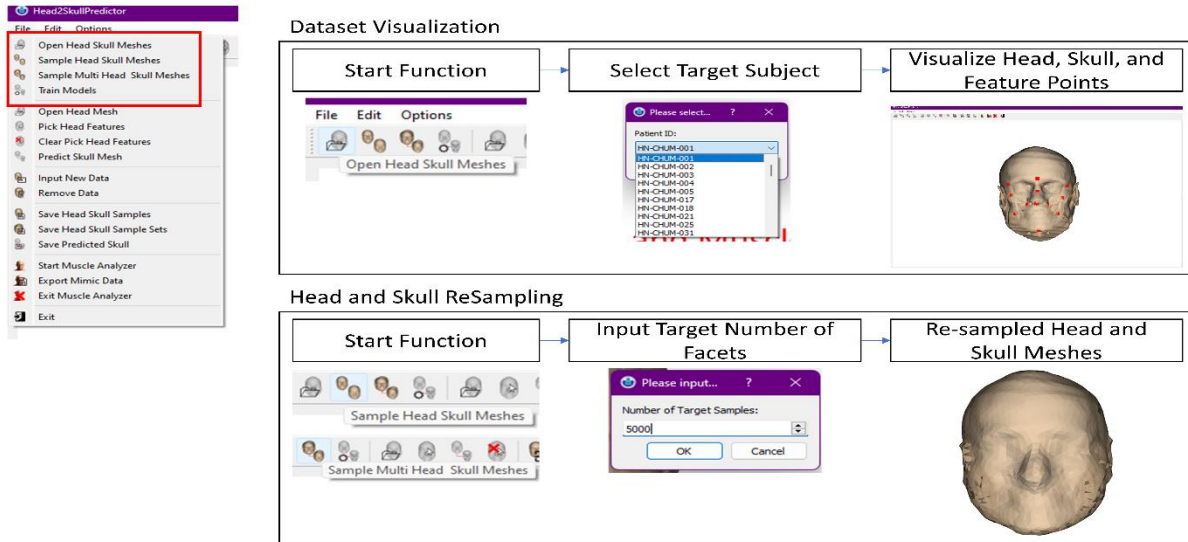 Head2SkullPredictor
File Edit Options
Open Head Skull Meshes
Sample Head Skull Meshes
Sample Multi Head Skull Meshes
Train Models
Open Head Mesh
Pick Head Features
Clear Pick Head Features
Predict Skull Mesh
Input New Data
Remove Data
Save Head Skull Samples
Save Head Skull Sample Sets
Save Predicted Skull
Start Muscle Analyzer
Export Mimic Data
Exit Muscle Analyzer
Exit
Dataset Visualization
Start Function
Select Target Subject
Visualize Head, Skull, and
Feature Points
File Edit Options
Open Head Skull Meshes
Please select... ? ×
Patient ID:
HN-CHUM-001
HN-CHUM-001
HN-CHUM-002
HN-CHUM-003
HN-CHUM-004
HN-CHUM-005
HN-CHUM-017
HN-CHUM-018
HN-CHUM-021
HN-CHUM-025
HN-CHUM-031
Head and Skull ReSampling
Start Function
Input Target Number of
Facets
Re-sampled Head and
Skull Meshes
Sample Head Skull Meshes
Sample Multi Head Skull Meshes
Please input... ? ×
Number of Target Samples:
5000
OK Cancel